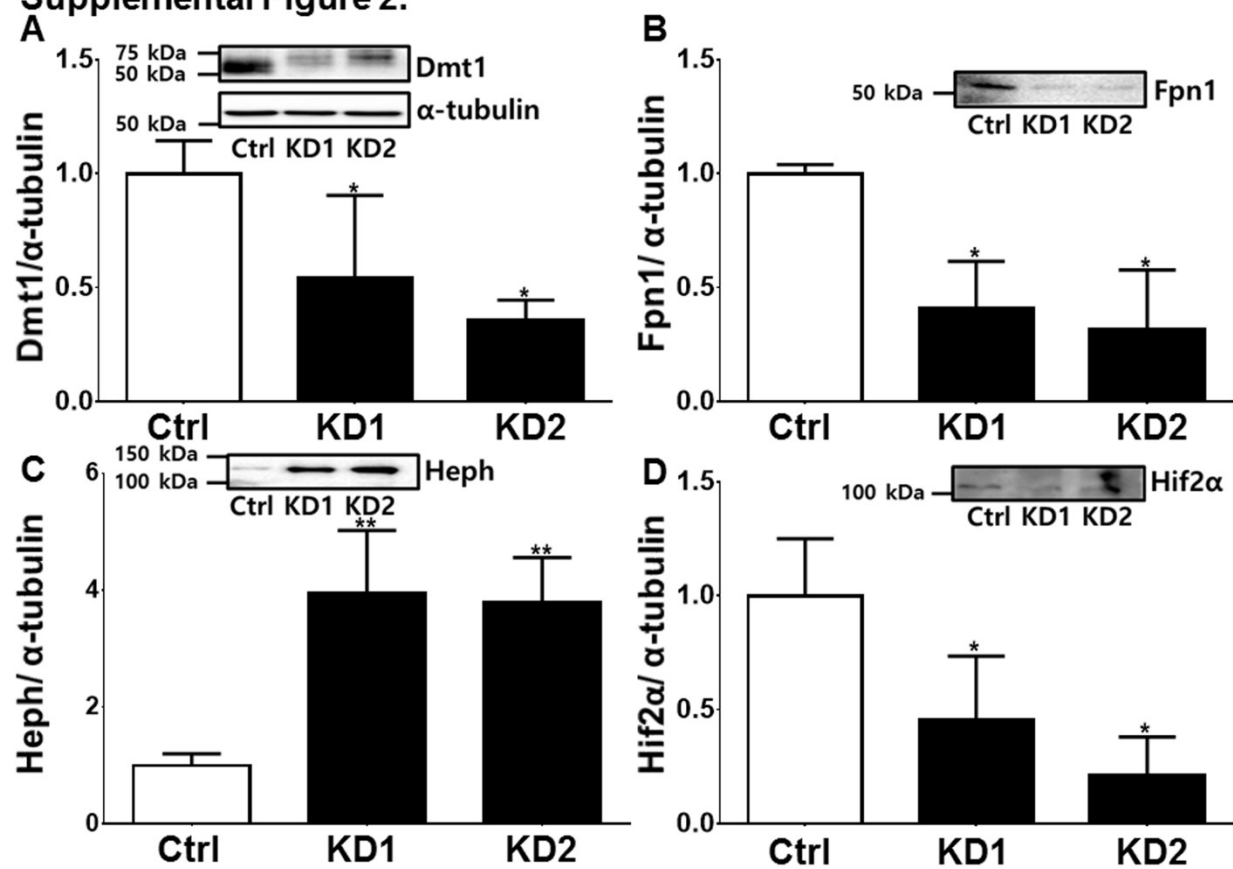 Supplemental Figure 2.
A
75 kDa
50 kDa
Dmt1
50 kDa
α-tubulin
Ctrl KD1 KD2
Dmt1/α-tubulin
1.5
1.0
0.5
0.0
*
*
Ctrl KD1 KD2
B
50 kDa
Fpn1
Ctrl KD1 KD2
Fpn1/ α-tubulin
1.5
1.0
0.5
0.0
*
*
Ctrl KD1 KD2
C
150 kDa
100 kDa
Heph
Ctrl KD1 KD2
Heph/ α-tubulin
6
4
2
0
**
**
Ctrl KD1 KD2
D
100 kDa
Hif2α
Ctrl KD1 KD2
Hif2α/ α-tubulin
1.5
1.0
0.5
0.0
*
*
Ctrl KD1 KD2